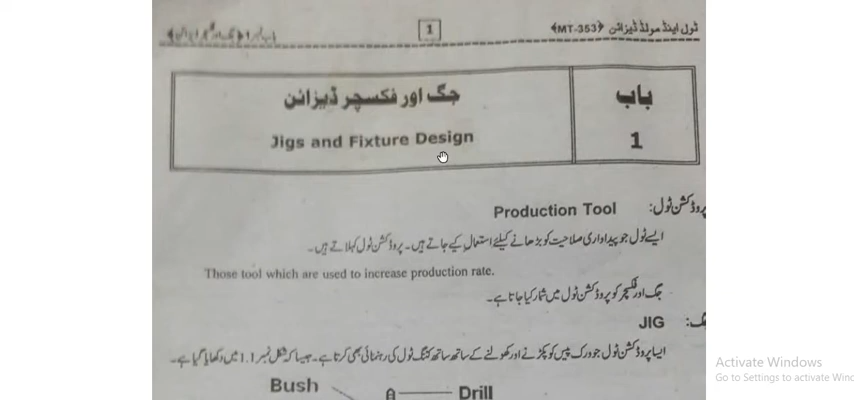 ٹول اینڈ مولڈ ڈیزائن ﴿MT-353﴾
1
باب
1
جگ اور فکسچر ڈیزائن
Jigs and Fixture Design
پروڈکشن ٹول: Production Tool
ایسے ٹول جو پیداواری صلاحیت کو بڑھانے کیلئے استعمال کیے جاتے ہیں۔ پروڈکشن ٹول کہلاتے ہیں۔
Those tool which are used to increase production rate.
جگ اور فکسچر کو پروڈکشن ٹول میں شمار کیا جاتا ہے۔
جگ: JIG
ایسا پروڈکشن ٹول جو ورک پیس کو پکڑنے اور کھولنے کے ساتھ ساتھ کٹنگ ٹول کی رہنمائی بھی کرتا ہے۔ جیسا کہ شکل نمبر 1.1 میں دکھایا گیا ہے۔
Bush
Drill
Activate Windows
Go to Settings to activate Winc